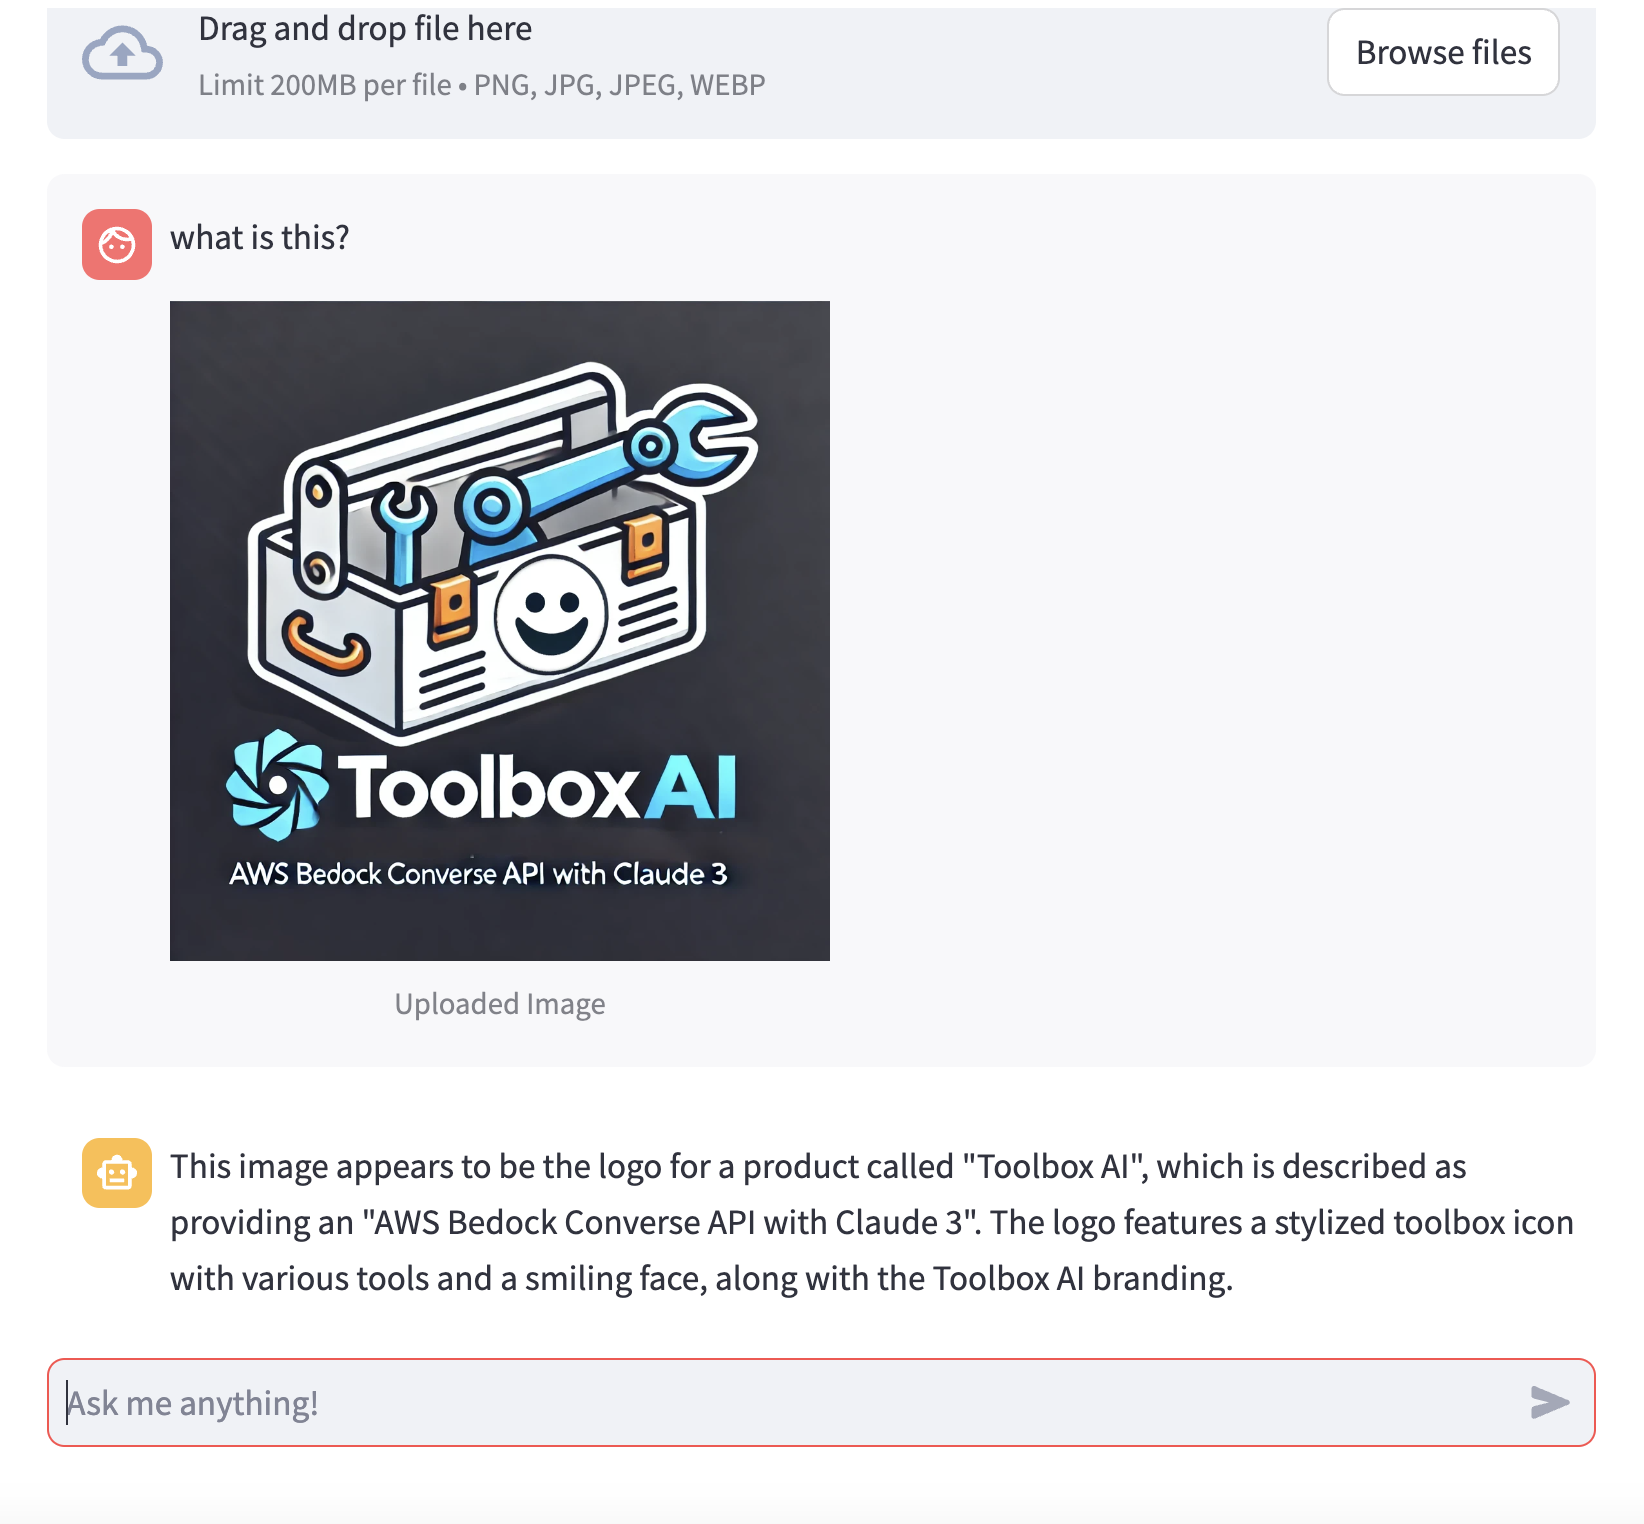 Drag and drop file here
Limit 200MB per file • PNG, JPG, JPEG, WEBP
Browse files
what is this?
Toolbox AI
AWS Bedock Converse API with Claude 3
Uploaded Image
This image appears to be the logo for a product called "Toolbox AI", which is described as
providing an "AWS Bedock Converse API with Claude 3". The logo features a stylized toolbox icon
with various tools and a smiling face, along with the Toolbox AI branding.
Ask me anything!